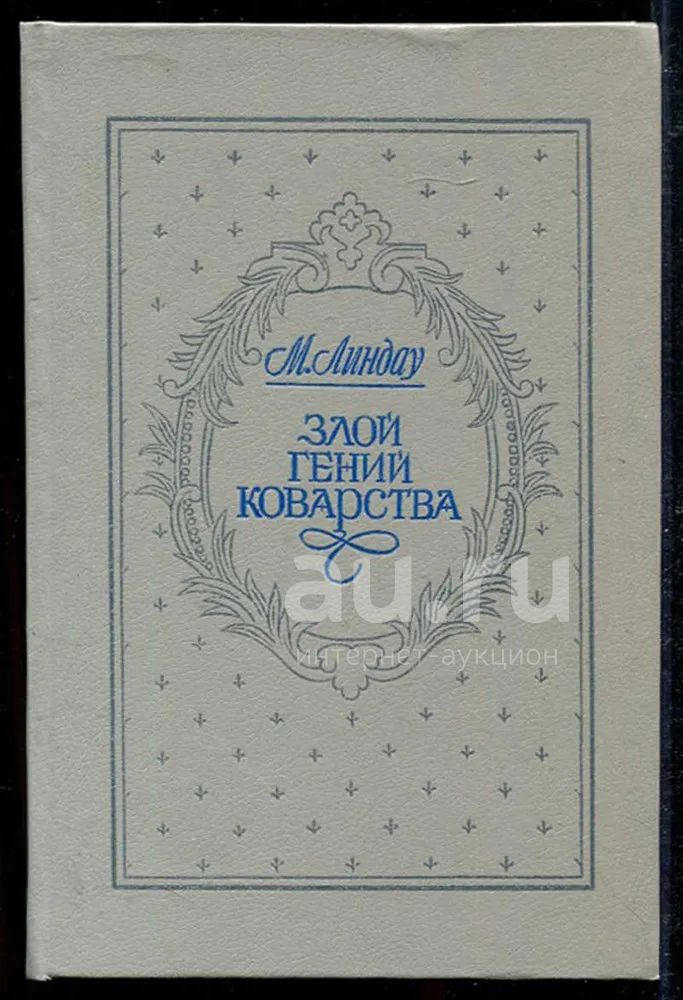 М. Линдау
ЗЛОЙ
ГЕНИЙ
КОВАРСТВА
au.ru
интернет-аукцион